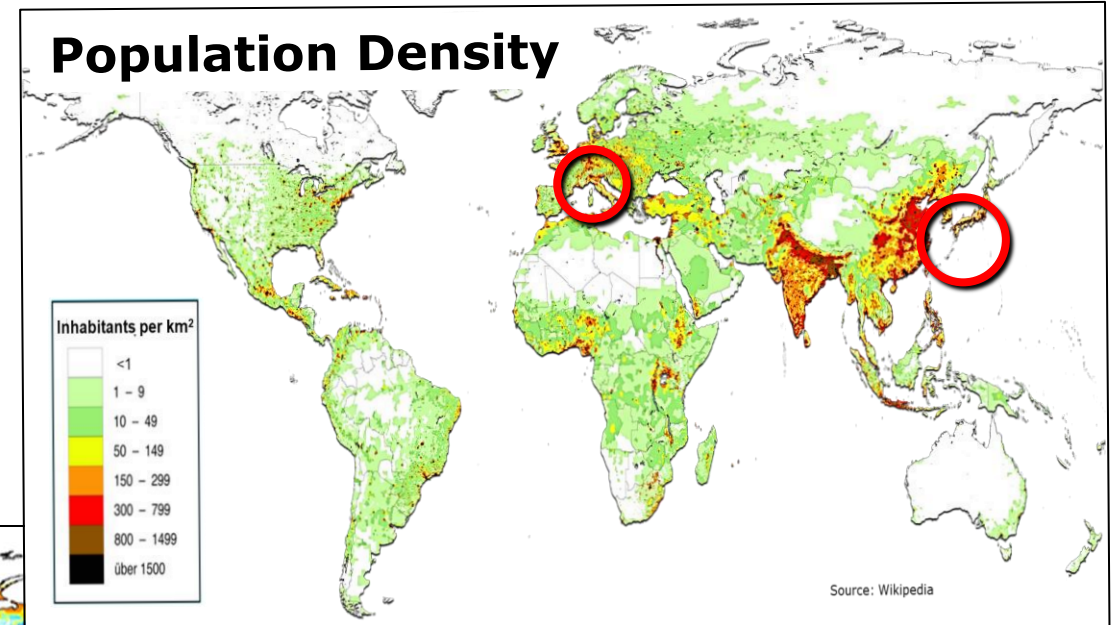 Population Density
Inhabitants per km²
<1
1 – 9
10 – 49
50 – 149
150 – 299
300 – 799
800 – 1499
über 1500
Source: Wikipedia